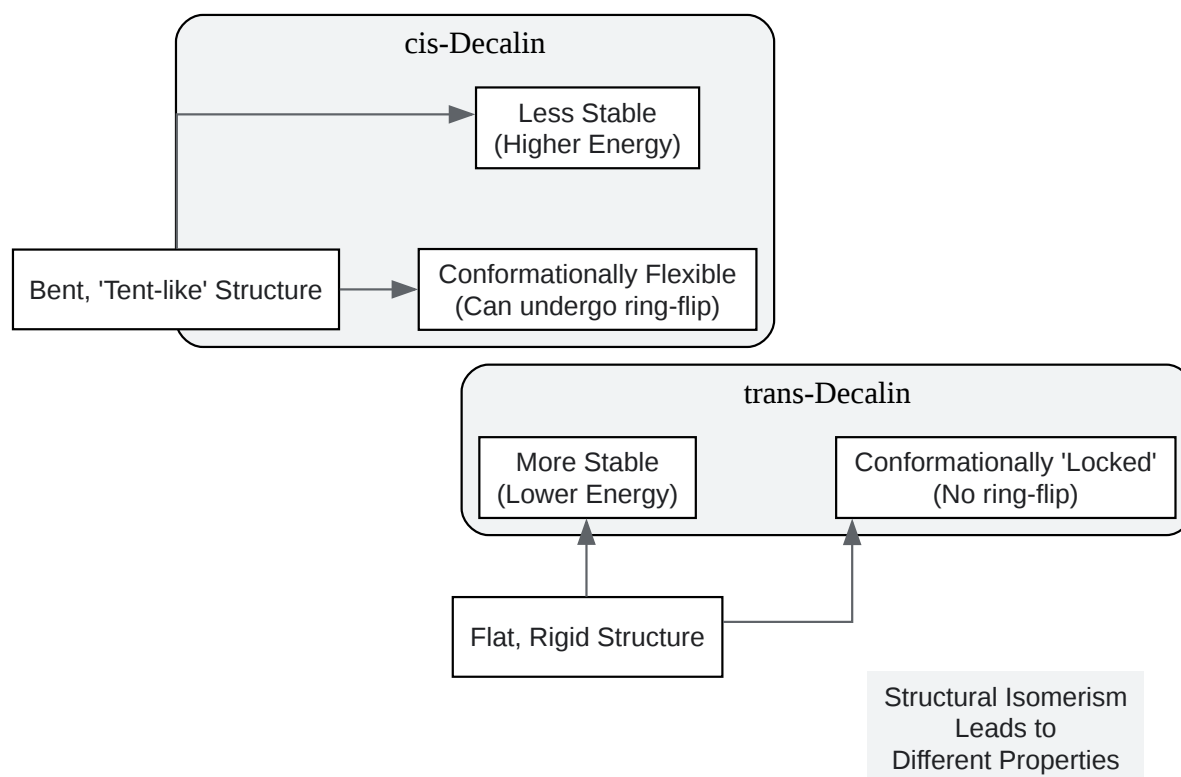 cis-Decalin
Less Stable
(Higher Energy)
Bent, 'Tent-like' Structure
Conformationally Flexible
(Can undergo ring-flip)
trans-Decalin
More Stable
(Lower Energy)
Conformationally 'Locked'
(No ring-flip)
Flat, Rigid Structure
Structural Isomerism
Leads to
Different Properties